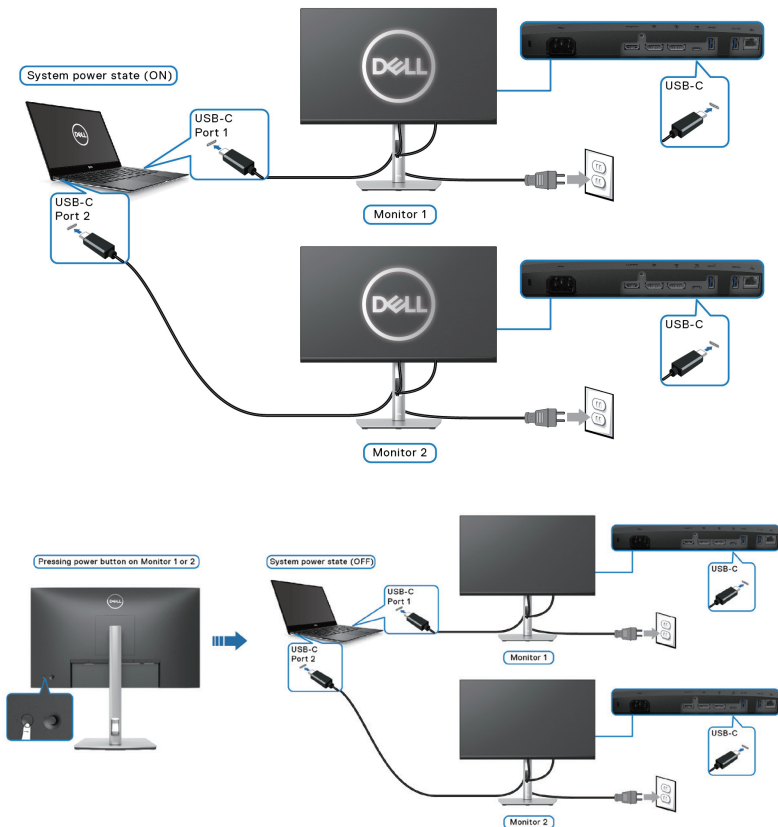 System power state (ON)
DELL
USB-C
Port 1
DELL
USB-C
Monitor 1
USB-C
Port 2
DELL
USB-C
Monitor 2
Pressing power button on Monitor 1 or 2
DELL
System power state (OFF)
USB-C
Port 1
USB-C
Monitor 1
USB-C
Port 2
USB-C
Monitor 2